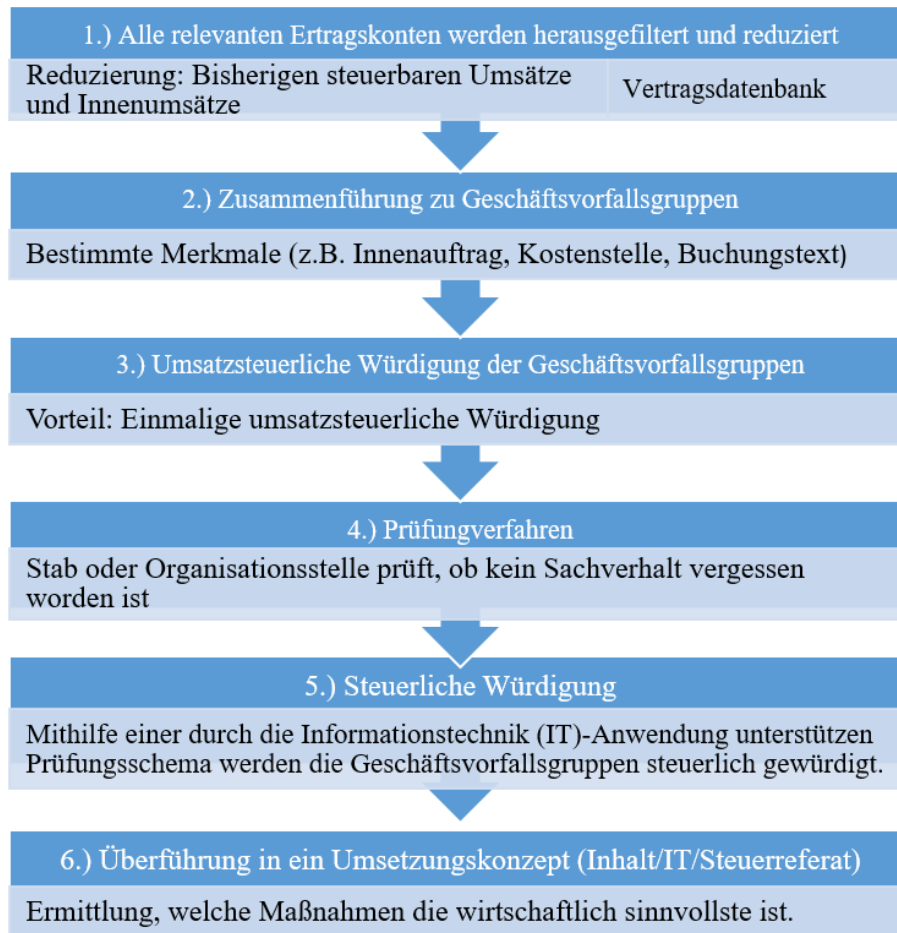 1.) Alle relevanten Ertragskonten werden herausgefiltert und reduziert
Reduzierung: Bisherigen steuerbaren Umsätze
und Innenumsätze
Vertragsdatenbank
2.) Zusammenführung zu Geschäftsvorfallsgruppen
Bestimmte Merkmale (z.B. Innenauftrag, Kostenstelle, Buchungstext)
3.) Umsatzsteuerliche Würdigung der Geschäftsvorfallsgruppen
Vorteil: Einmalige umsatzsteuerliche Würdigung
4.) Prüfungverfahren
Stab oder Organisationsstelle prüft, ob kein Sachverhalt vergessen
worden ist
5.) Steuerliche Würdigung
Mithilfe einer durch die Informationstechnik (IT)-Anwendung unterstützen
Prüfungsschema werden die Geschäftsvorfallsgruppen steuerlich gewürdigt.
6.) Überführung in ein Umsetzungskonzept (Inhalt/IT/Steuerreferat)
Ermittlung, welche Maßnahmen die wirtschaftlich sinnvollste ist.